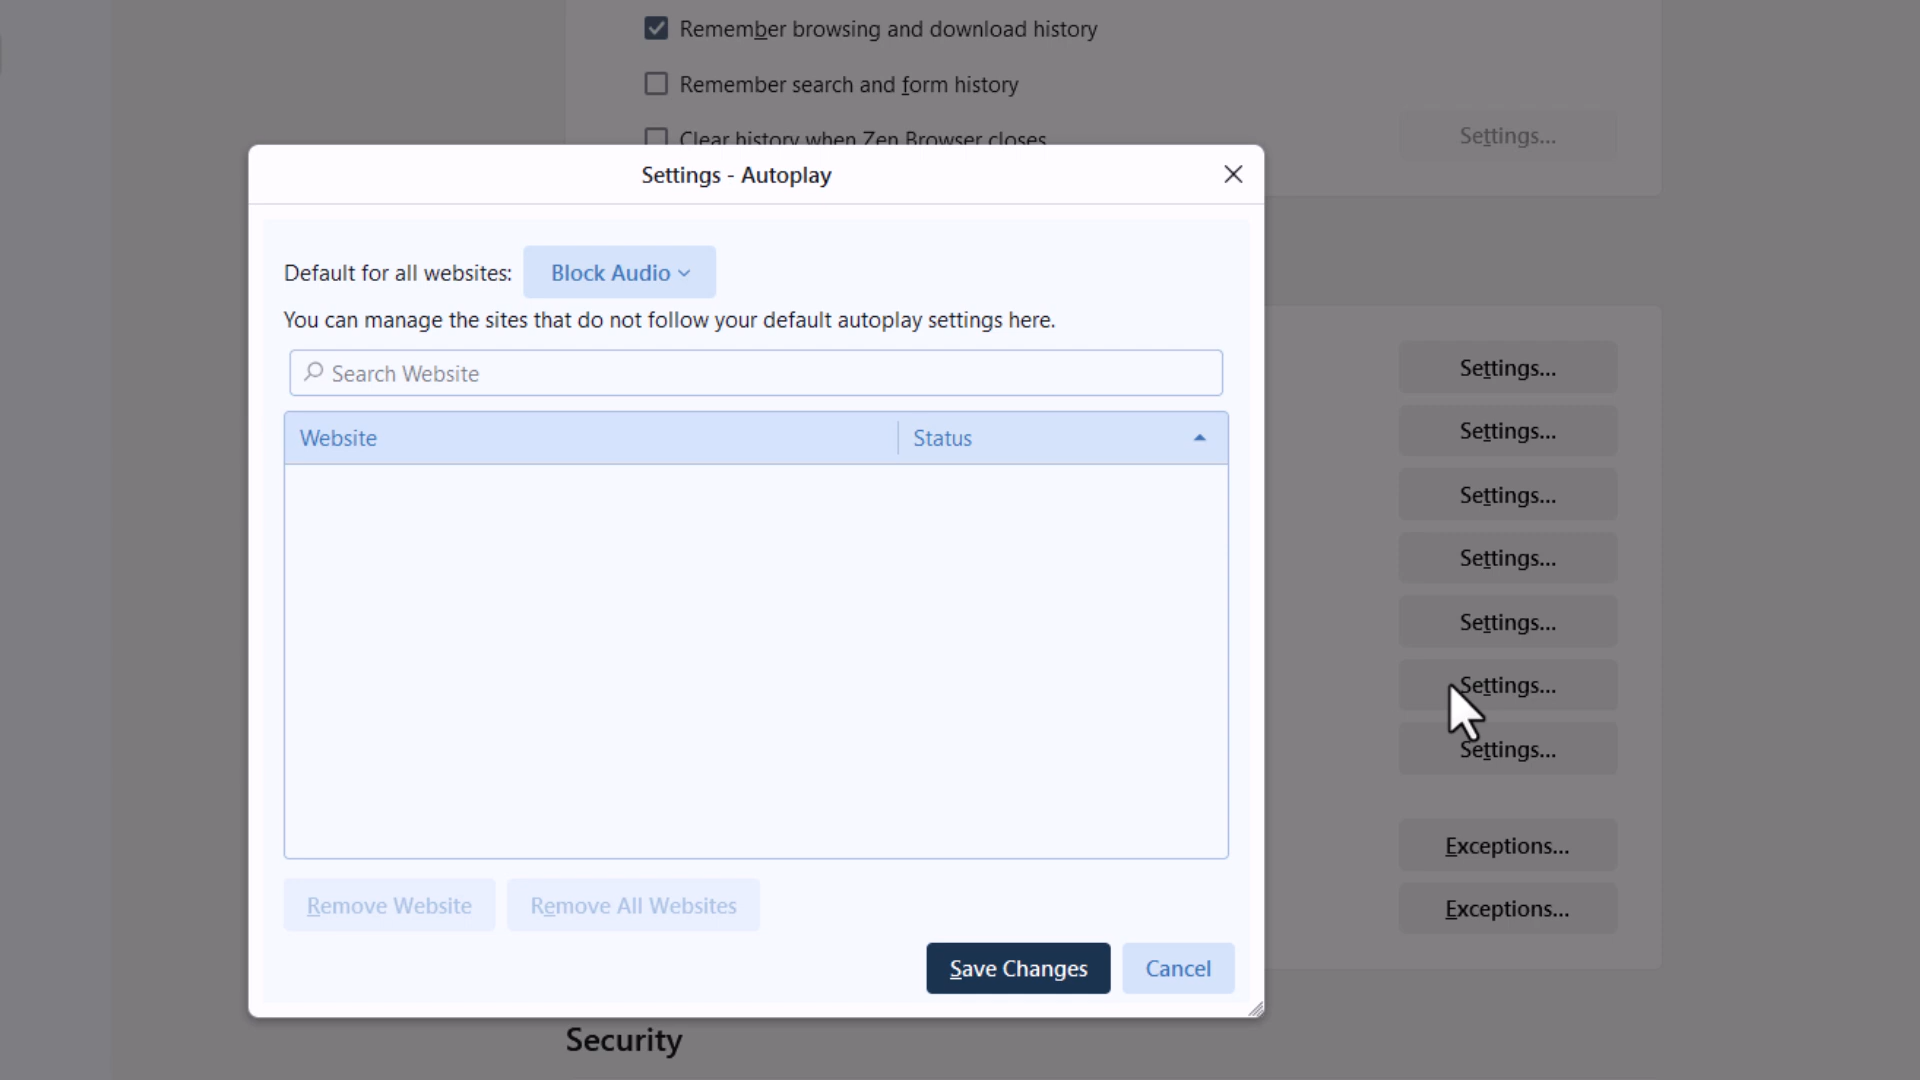 Remember browsing and download history
Remember search and form history
Clear history when Zen Browser closes
Settings...
Settings - Autoplay
Default for all websites: Block Audio
You can manage the sites that do not follow your default autoplay settings here.
Search Website
Website Status
Settings...
Settings...
Settings...
Settings...
Settings...
Settings...
Settings...
Exceptions...
Exceptions...
Remove Website Remove All Websites
Save Changes Cancel
Security